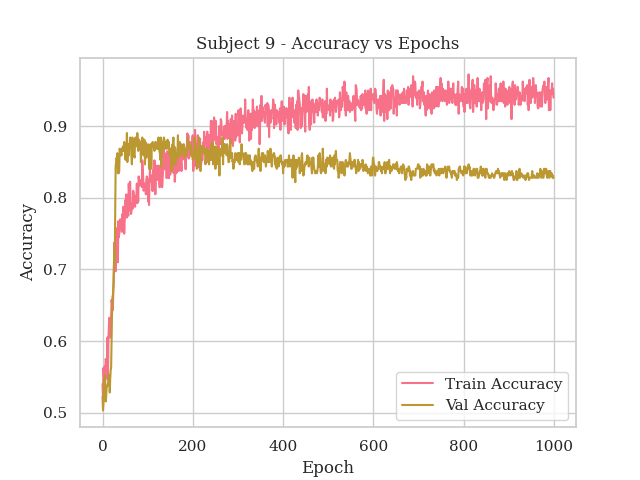 Subject 9 - Accuracy vs Epochs
Accuracy
0.9
0.8
0.7
0.6
0.5
0 200 400 600 800 1000
Epoch
Train Accuracy
Val Accuracy